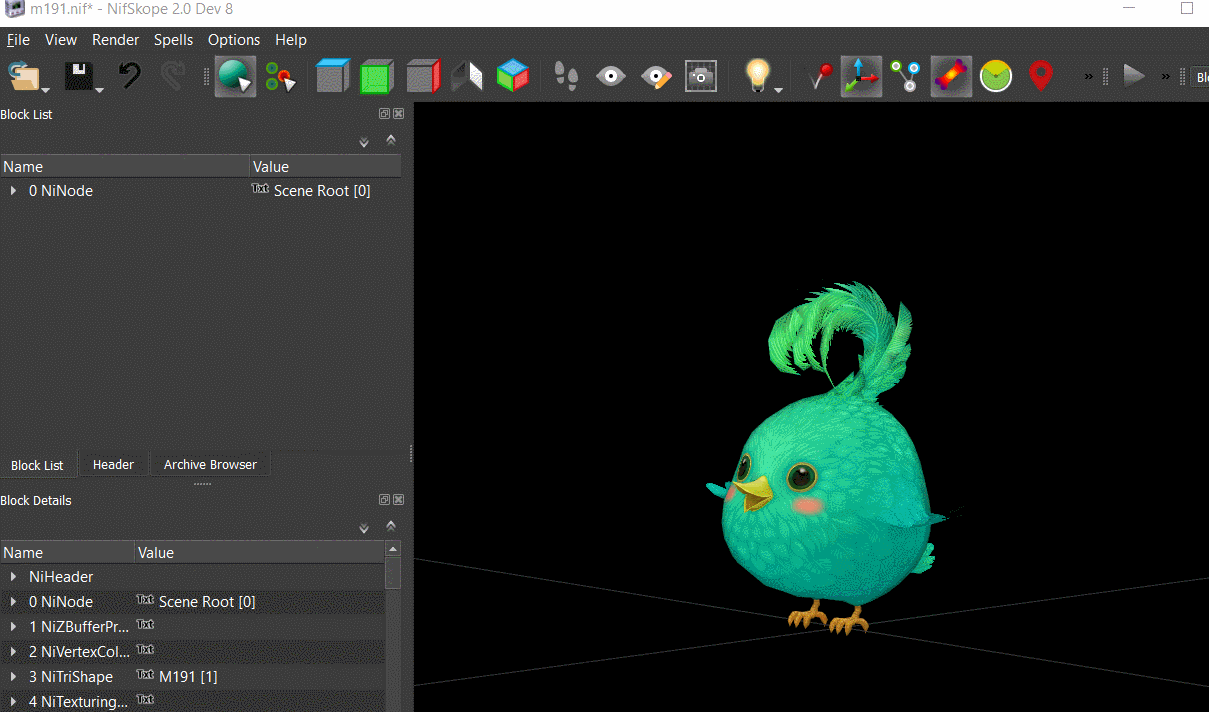 m191.nif* - NifSkope 2.0 Dev 8
File View Render Spells Options Help
» » Blo
Block List
Name Value
0 NiNode Txt Scene Root [0]
Block List Header Archive Browser
Block Details
Name Value
NiHeader
0 NiNode Txt Scene Root [0]
1 NiZBufferPr... Txt
2 NiVertexCol... Txt
3 NiTriShape Txt M191 [1]
4 NiTexturing... Txt